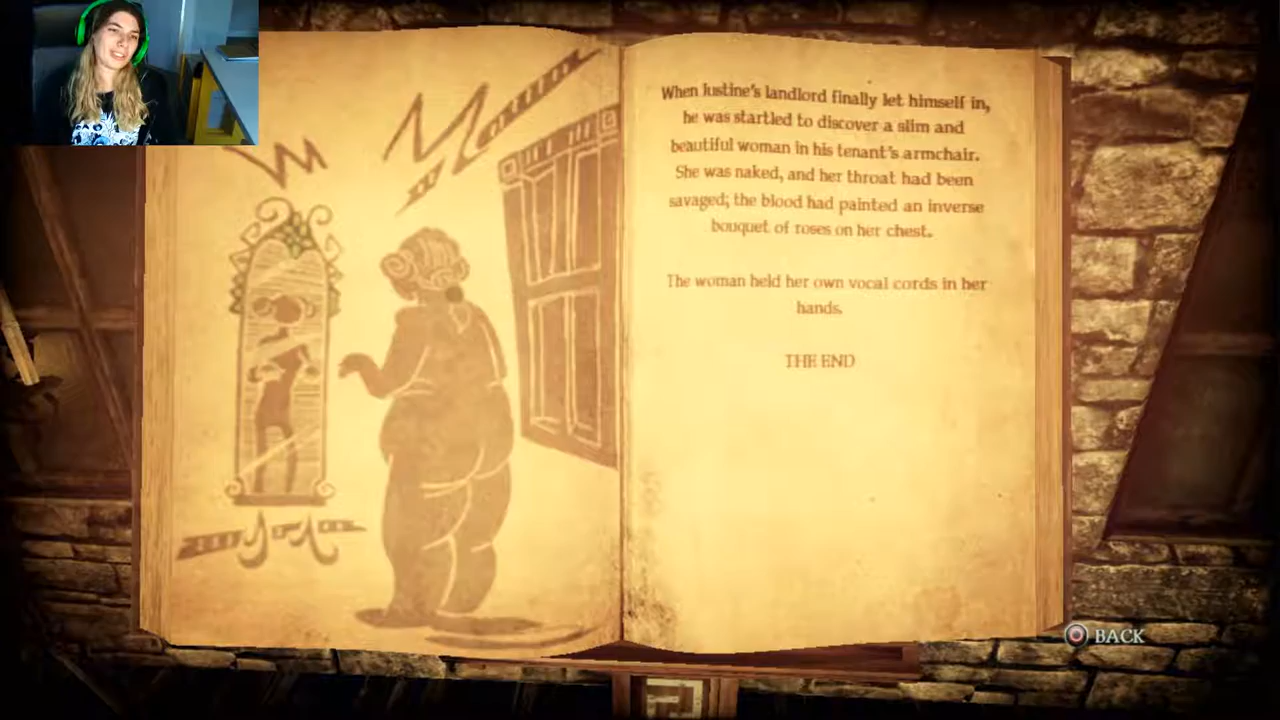 When Justine's landlord finally let himself in,
he was startled to discover a slim and
beautiful woman in his tenant's armchair.
She was naked, and her throat had been
savaged; the blood had painted an inverse
bouquet of roses on her chest.
The woman held her own vocal cords in her
hands.
THE END
BACK